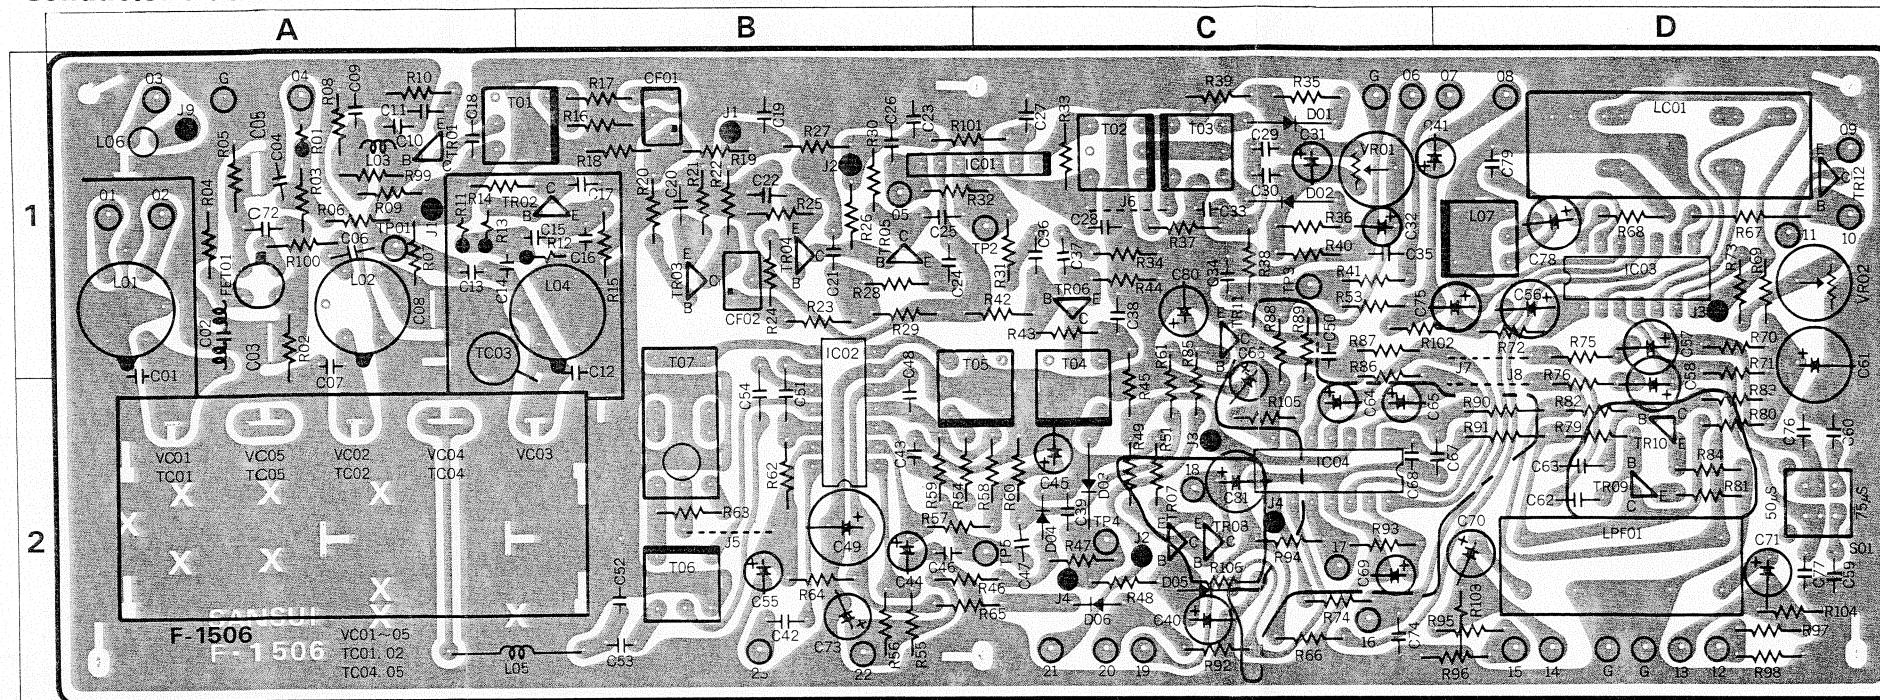 A B C D
1
2
03 G 04 R08 C09 R10 R17 CF01 R39 R35 G 06 07 08
J9 L06 R05 C05 C04 R01 C11 C10 C18 TR01 T01 R16 J1 C19 R27 R30 C26 C23 R101 C27 R33 T02 T03 D01 C29 C31 C41 LC01 09
L03 R99 R18 R19 J2 IC01 VR01 C79 TR12
01 02 R04 R03 R09 R11 R14 TR02 C17 R20 C20 R21 R22 C22 R25 R26 05 R32 J6 C30 D02
C72 R06 C06 TP01 R13 C15 R12 C16 TR04 TR05 C25 TP2 C36 C37 C28 C33 R37 R36 C32 L07 R68 R67 11 10
R100 FET01 L02 R07 C13 C14 L04 R15 TR03 C21 C24 R31 R34 C34 R38 R40 C35 C78 IC03 R73 R69 VR02
L01 C08 CF02 R24 R28 R44 C80 TP3 R41 TR06
C02 C03 R02 TC03 R23 R29 R42 C38 TR11 R88 R89 R53 C75 C56 J3
R43 C50 R102 R72 C57 R70
IC02 T07 C48 T05 T04 R61 R85 C65 R87 R75 R71 C61
C01 C07 C12 R86 J7 J8 R76 C58 R83
C54 C51 R45 R105 C64 C65 R90 R82 R80 C76 C60
VC01 VC05 VC02 VC04 VC03
TC01 TC05 TC02 TC04
R62 C43 R49 R51 J3 R91 R79 TR10
R59 R54 R58 R60 C45 D03 18 IC04 C68 C67 C63 R84
TR07 C81 C62 TR09 R81 50μS 75μS
R63 R57 C39 TP4 TR03 J4 R93 C70 LPF01
J5 C49 TP5 D04 J2 R94 S01
T06 C52 C55 C44 C46 C47 R47 D05 R106 17 C69 C71 C77 C59
R64 R46 J4 R48 R103
SANSUI
F-1506 VC01~05 C42 C73 R65 D06 C40 R74 R95 R104
F-1506 TC01. 02 R56 R55 16 C74 R97
TC04. 05 L05 C53 22 21 20 19 R92 R66 R96 15 14 G G 13 12 R98